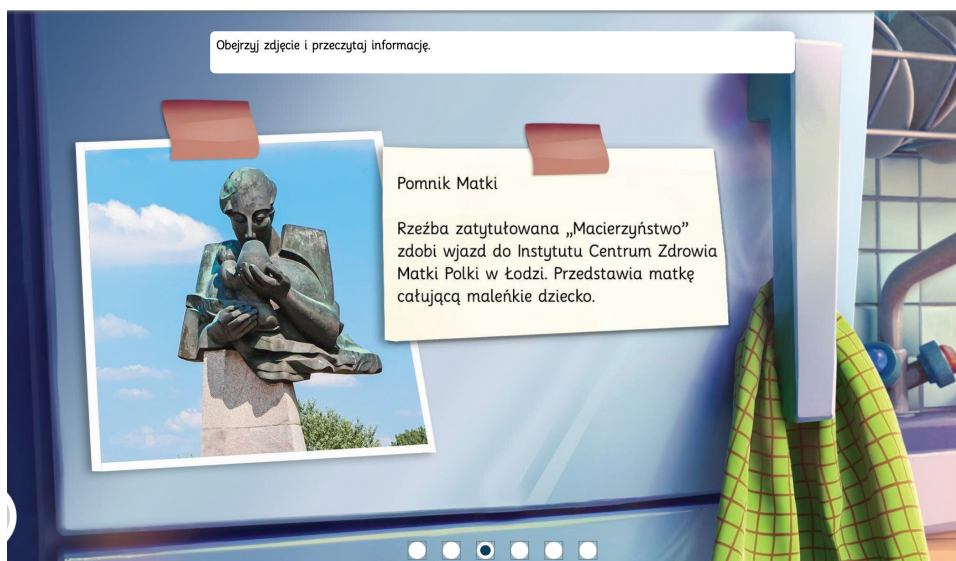 Obejrzyj zdjęcie i przeczytaj informację.
Pomnik Matki
Rzeźba zatytułowana „Macierzyństwo”
zdobi wjazd do Instytutu Centrum Zdrowia
Matki Polki w Łodzi. Przedstawia matkę
całującą maleńkie dziecko.